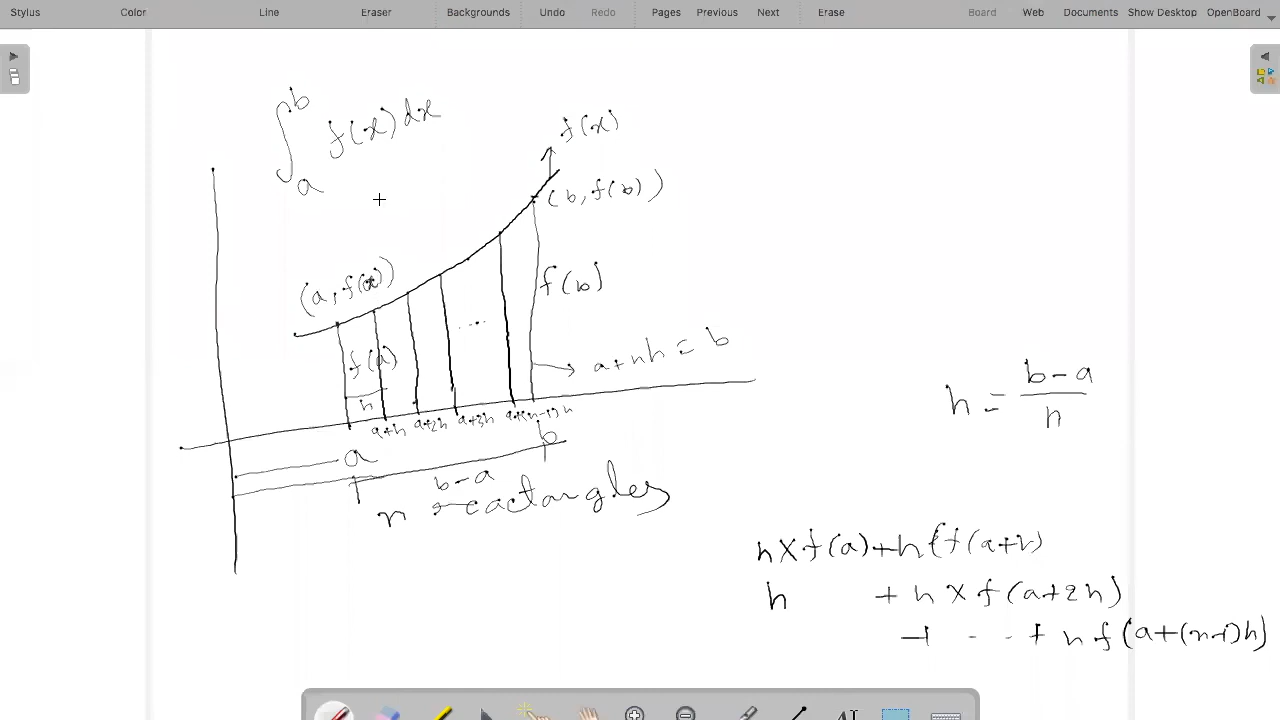 Stylus Color Line Eraser Backgrounds Undo Redo Pages Previous Next Erase Board Web Documents Show Desktop OpenBoard
∫_a^b f(x) dx
f(x)
(b, f(b))
(a, f(a))
f(b)
f(a)
a+nh = b
h
h = (b-a)/n
a+h a+2h a+3h a+(n-1)h
a b
b-a
n reactangles
h×f(a)+h{f(a+h)
h + h×f(a+2h)
+ - - + h f(a+(n-1)h)